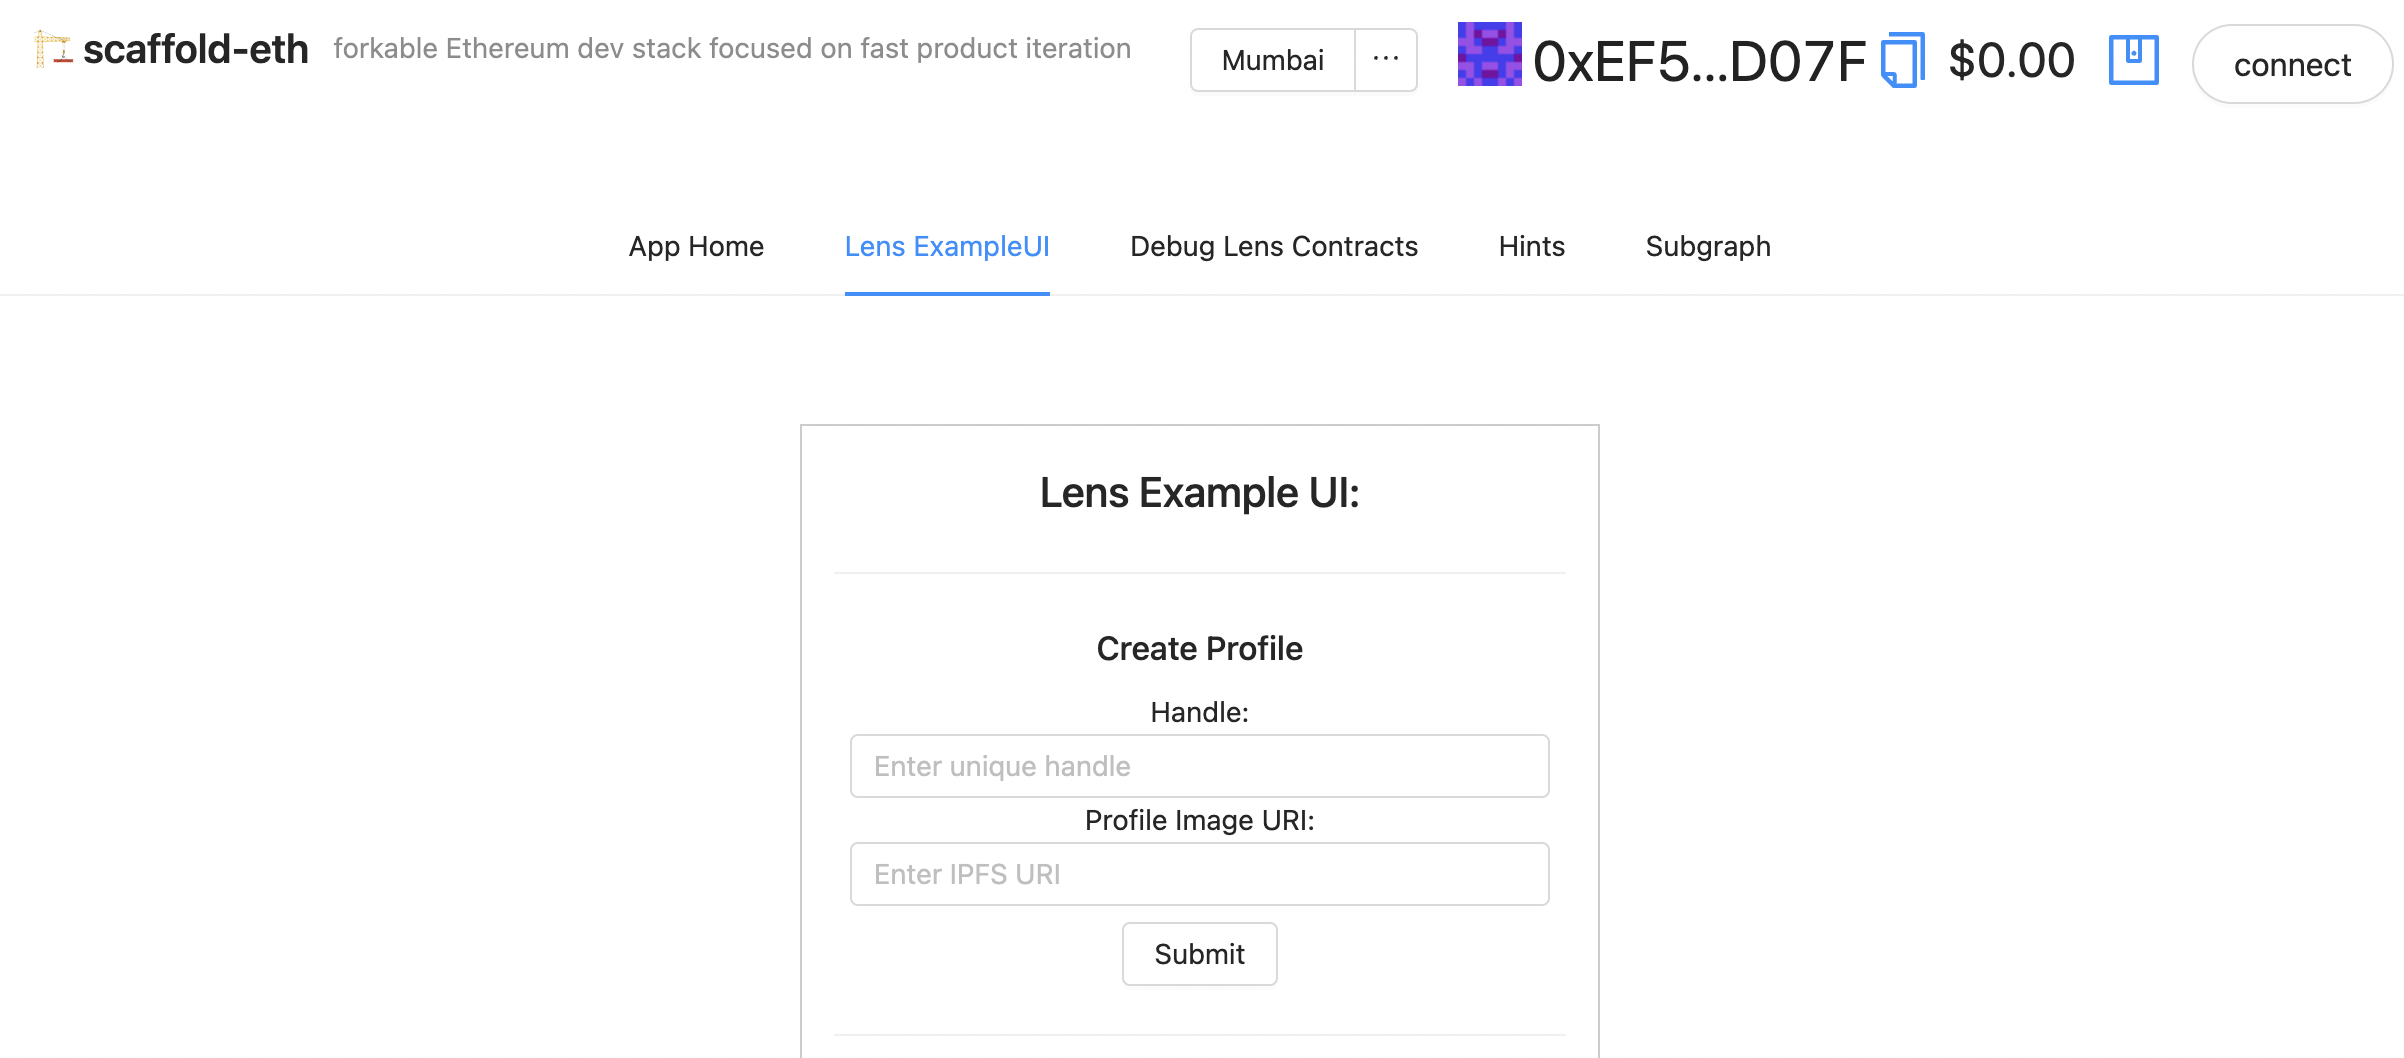 scaffold-eth forkable Ethereum dev stack focused on fast product iteration Mumbai ··· 0xEF5...D07F $0.00 connect
App Home Lens ExampleUI Debug Lens Contracts Hints Subgraph
Lens Example UI:
Create Profile
Handle:
Enter unique handle
Profile Image URI:
Enter IPFS URI
Submit